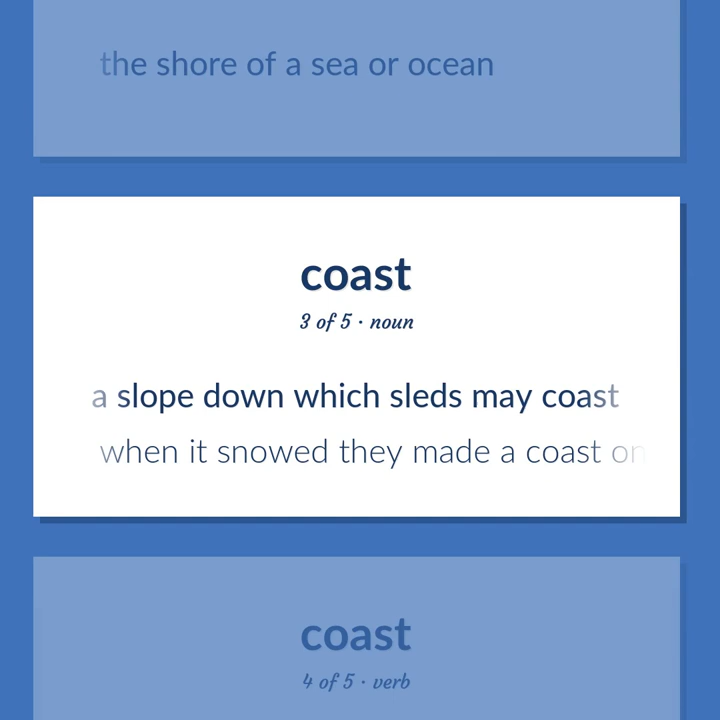 the shore of a sea or ocean
coast
3 of 5 · noun
a slope down which sleds may coast
when it snowed they made a coast on
coast
4 of 5 · verb